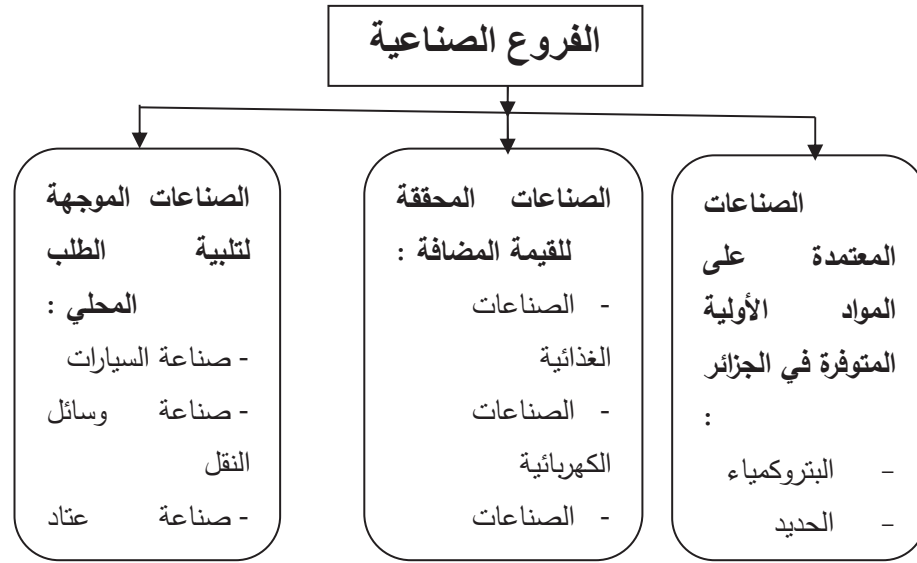 الفروع الصناعية
الصناعات
المعتمدة على
المواد الأولية
المتوفرة في الجزائر
:
– البتروكمياء
– الحديد
الصناعات المحققة
للقيمة المضافة :
- الصناعات
الغذائية
- الصناعات
الكهربائية
- الصناعات
الصناعات الموجهة
لتلبية الطلب
المحلي :
- صناعة السيارات
- صناعة وسائل
النقل
- صناعة عتاد